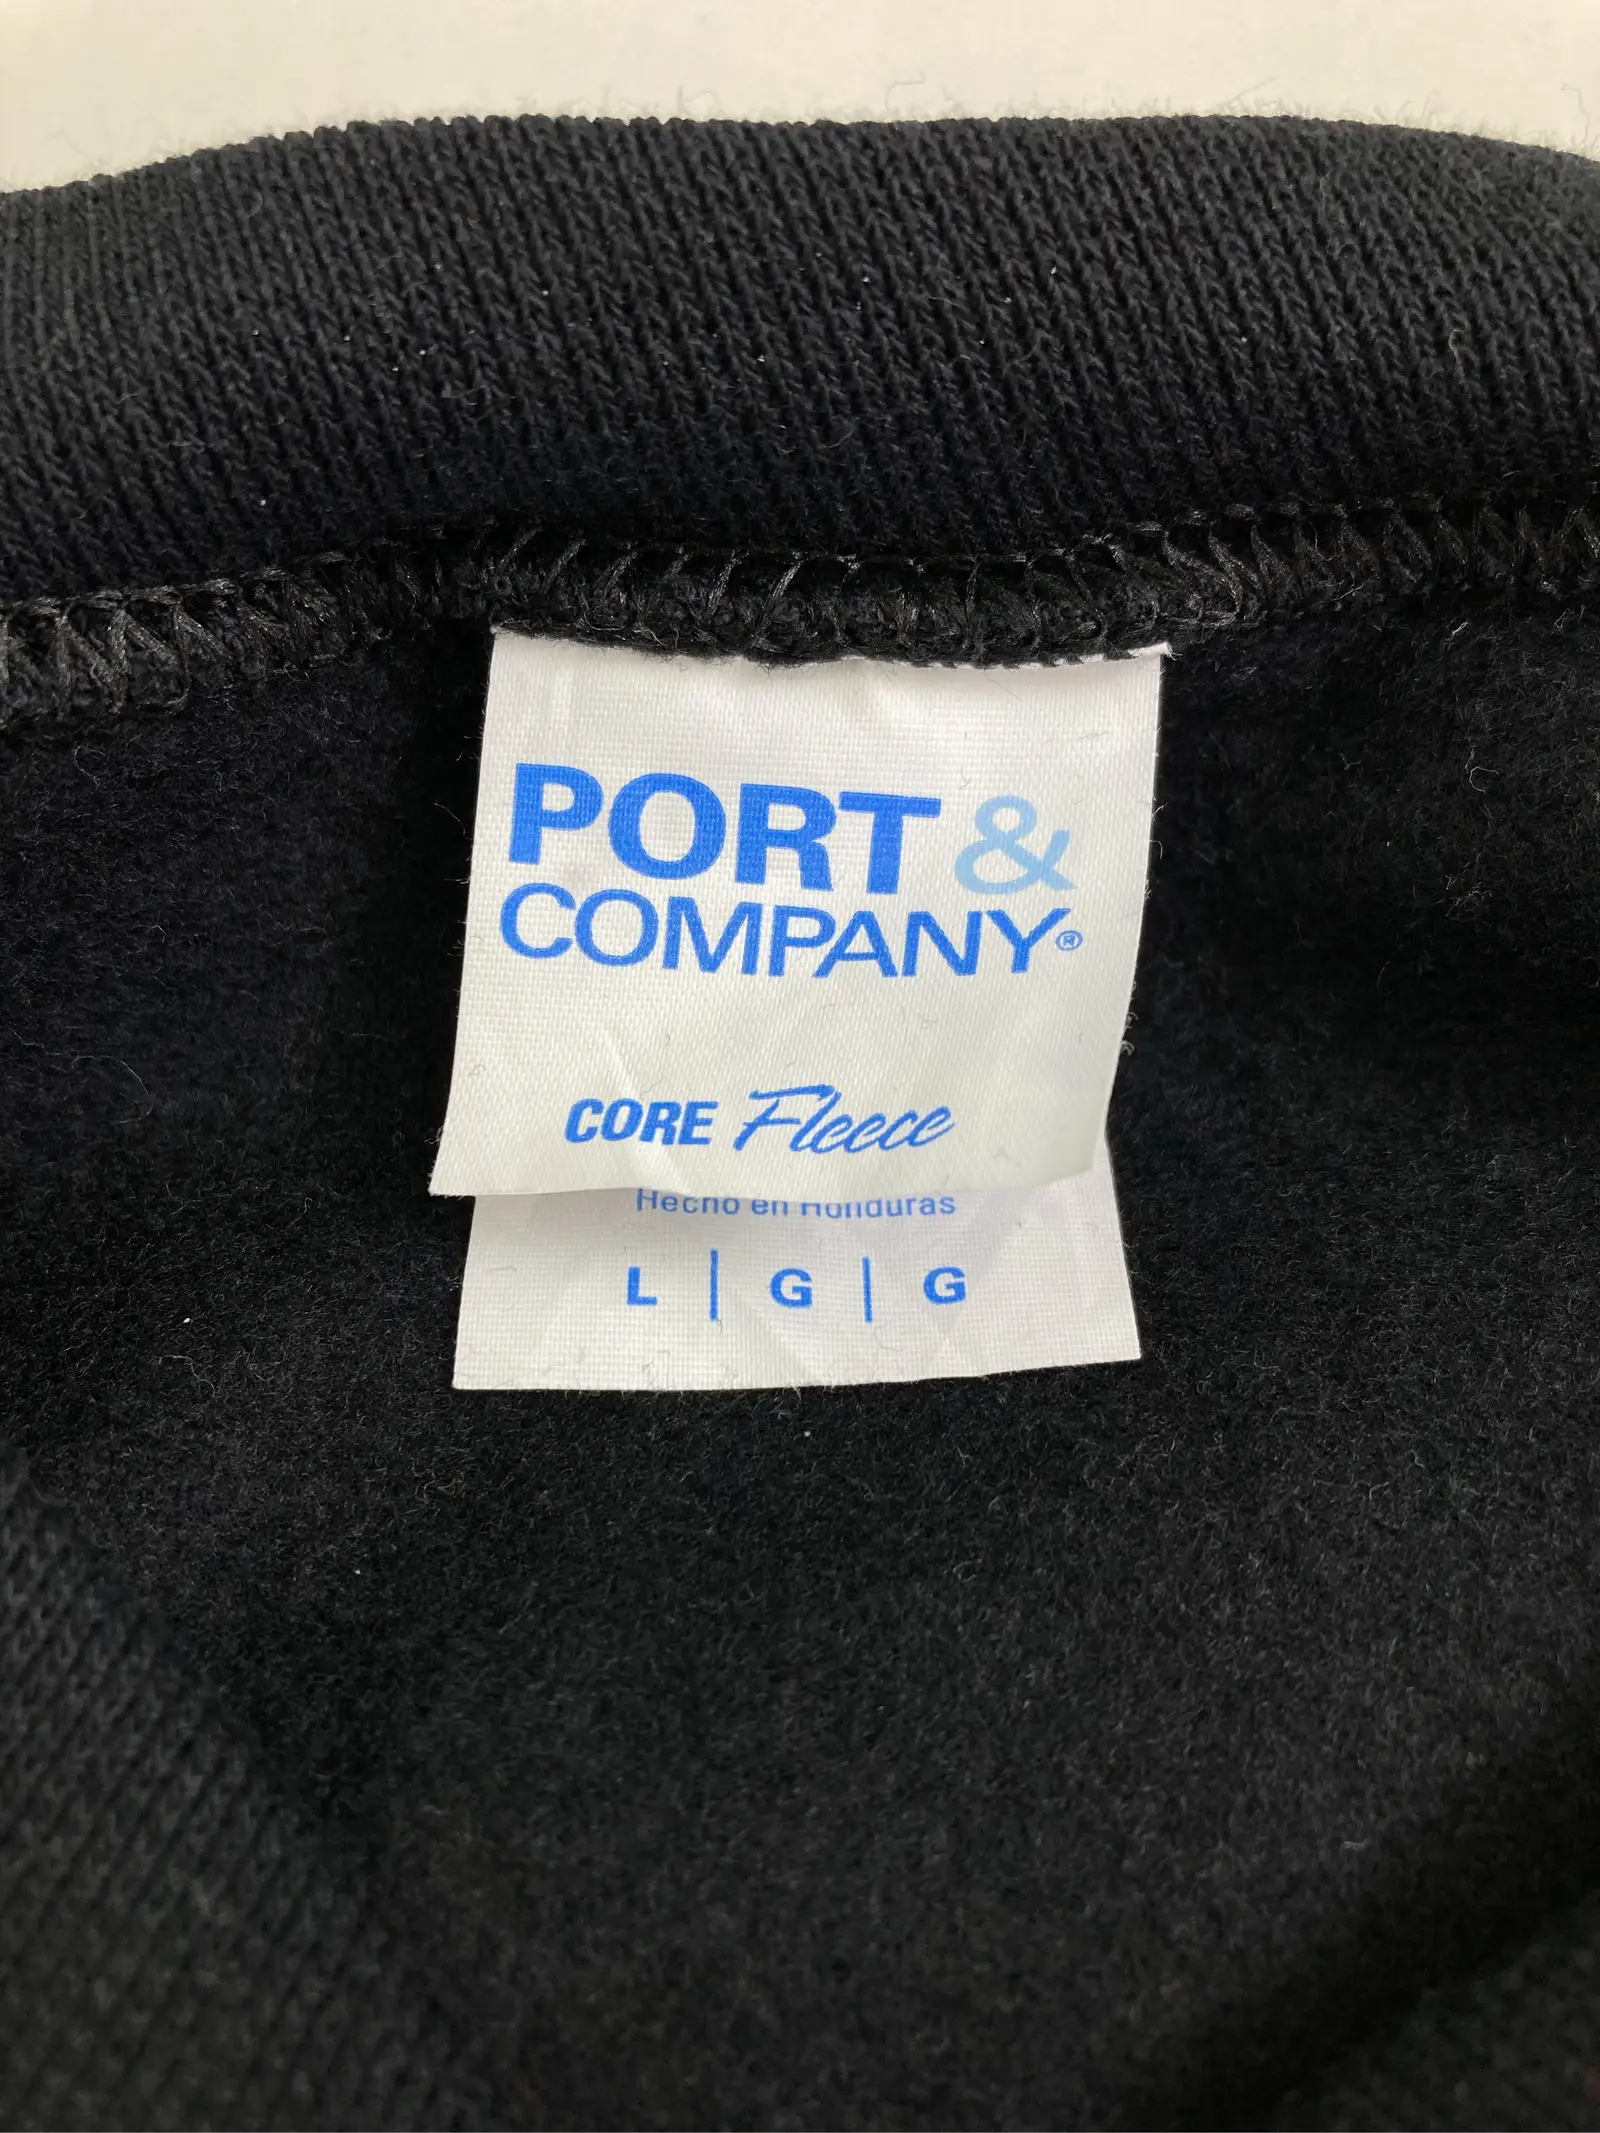 PORT &
COMPANY®
CORE Fleece
Hecho en Honduras
L | G | G